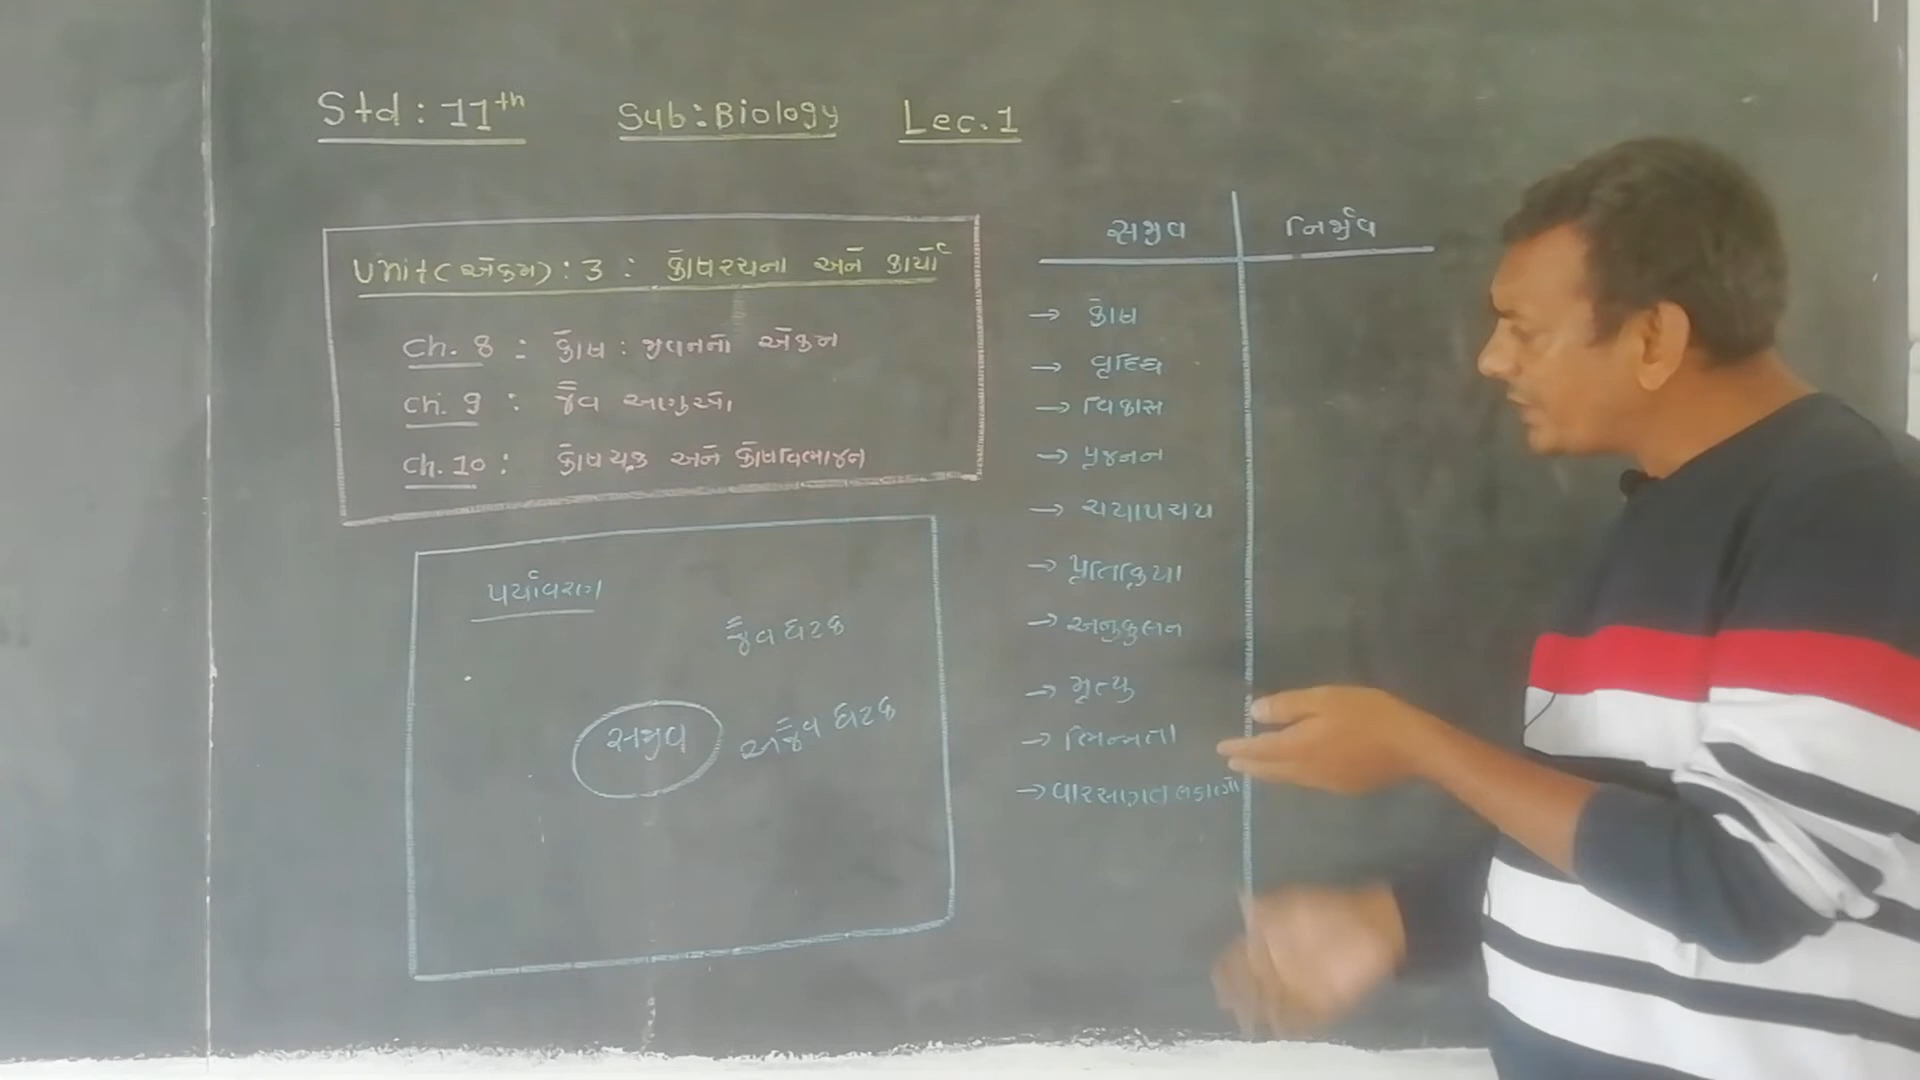 Std : 11th Sub : Biology Lec. 1
Unit (એકમ) : 3 : કોષરચના અને કાર્યો
Ch. 8 : કોષ : જીવનનો એકમ
Ch. 9 : જૈવ આણુઓ
Ch. 10 : કોષચક્ર અને કોષવિભાજન
પર્યાવરણ
જૈવ ઘટક
સજીવ
અજૈવ ઘટક
સજીવ નિર્જીવ
→ કોષ
→ વૃદ્ધિ
→ વિકાસ
→ પ્રજનન
→ ચયાપચય
→ પ્રતિક્રિયા
→ અનુકુલન
→ મૃત્યુ
→ ભિન્નતા
→ વારસાગત લક્ષણો